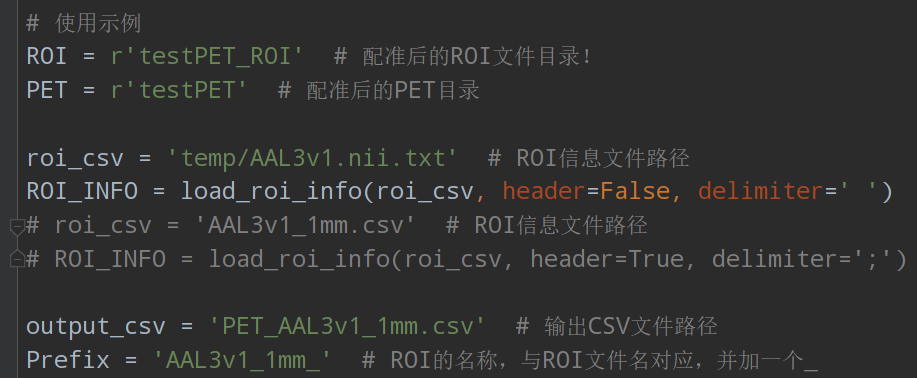 # 使用示例
ROI = r'testPET_ROI'  # 配准后的ROI文件目录!
PET = r'testPET'  # 配准后的PET目录
roi_csv = 'temp/AAL3v1.nii.txt'  # ROI信息文件路径
ROI_INFO = load_roi_info(roi_csv, header=False, delimiter=' ')
# roi_csv = 'AAL3v1_1mm.csv'  # ROI信息文件路径
# ROI_INFO = load_roi_info(roi_csv, header=True, delimiter=';')
output_csv = 'PET_AAL3v1_1mm.csv'  # 输出CSV文件路径
Prefix = 'AAL3v1_1mm_'  # ROI的名称，与ROI文件名对应，并加一个_